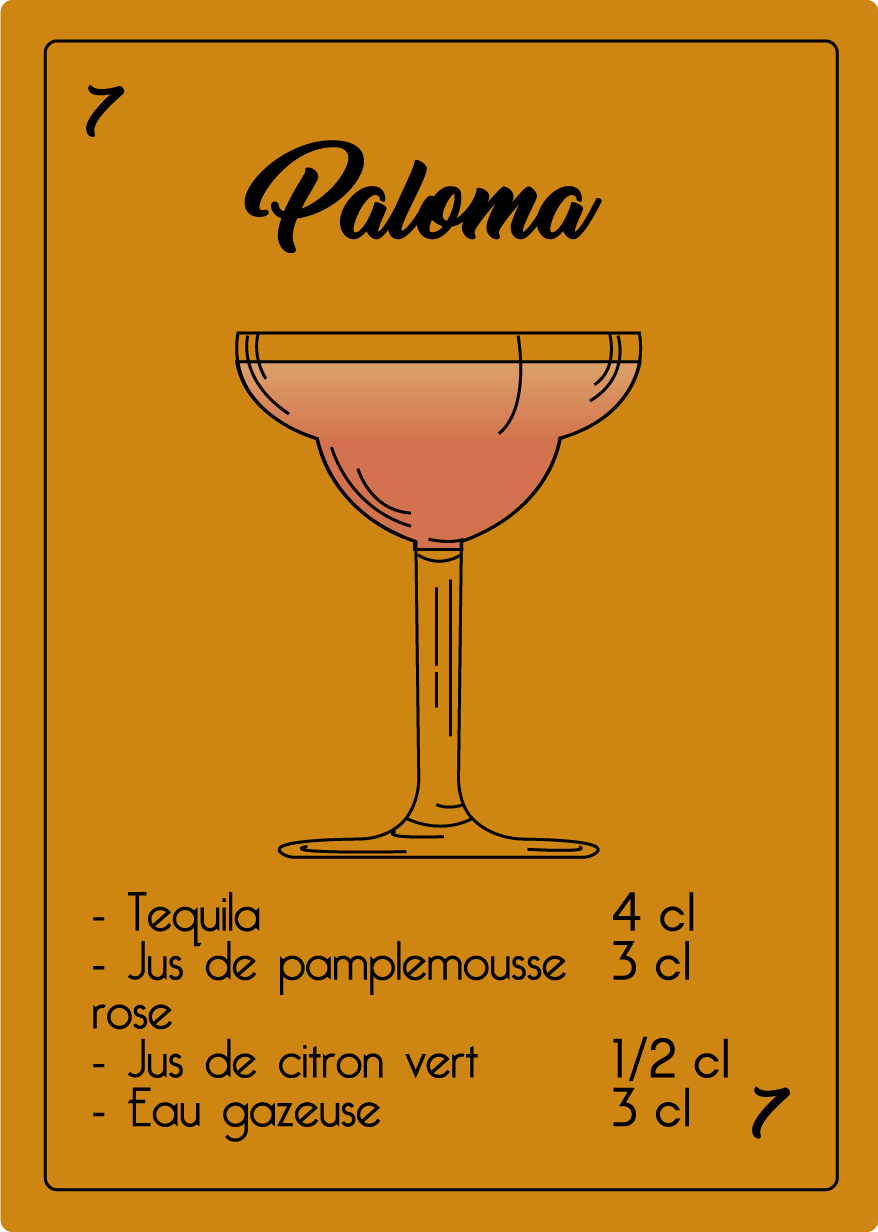 7
Paloma
- Tequila 4 cl
- Jus de pamplemousse 3 cl
rose
- Jus de citron vert 1/2 cl
- Eau gazeuse 3 cl
7